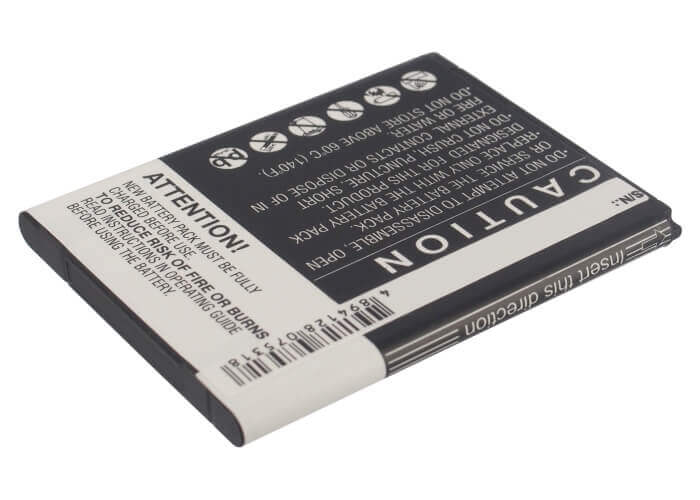 CAUTION
-DO NOT ATTEMPT TO DISASSEMBLE, OPEN
OR SERVICE THE BATTERY PACK.
-DESIGNATED ONLY WITH THE BATTERY PACK
FOR THIS PRODUCT
-DO NOT CRUSH, PUNCTURE, SHORT
EXTERNAL CONTACTS OR DISPOSE OF IN
FIRE OR WATER.
-DO NOT STORE ABOVE 60°C (140°F).
S/N:
Insert this direction
ATTENTION!
NEW BATTERY PACK MUST BE FULLY
CHARGED BEFORE USE.
TO REDUCE RISK OF FIRE OR BURNS
READ INSTRUCTIONS IN OPERATING GUIDE
BEFORE USING THE BATTERY.
4894128075318